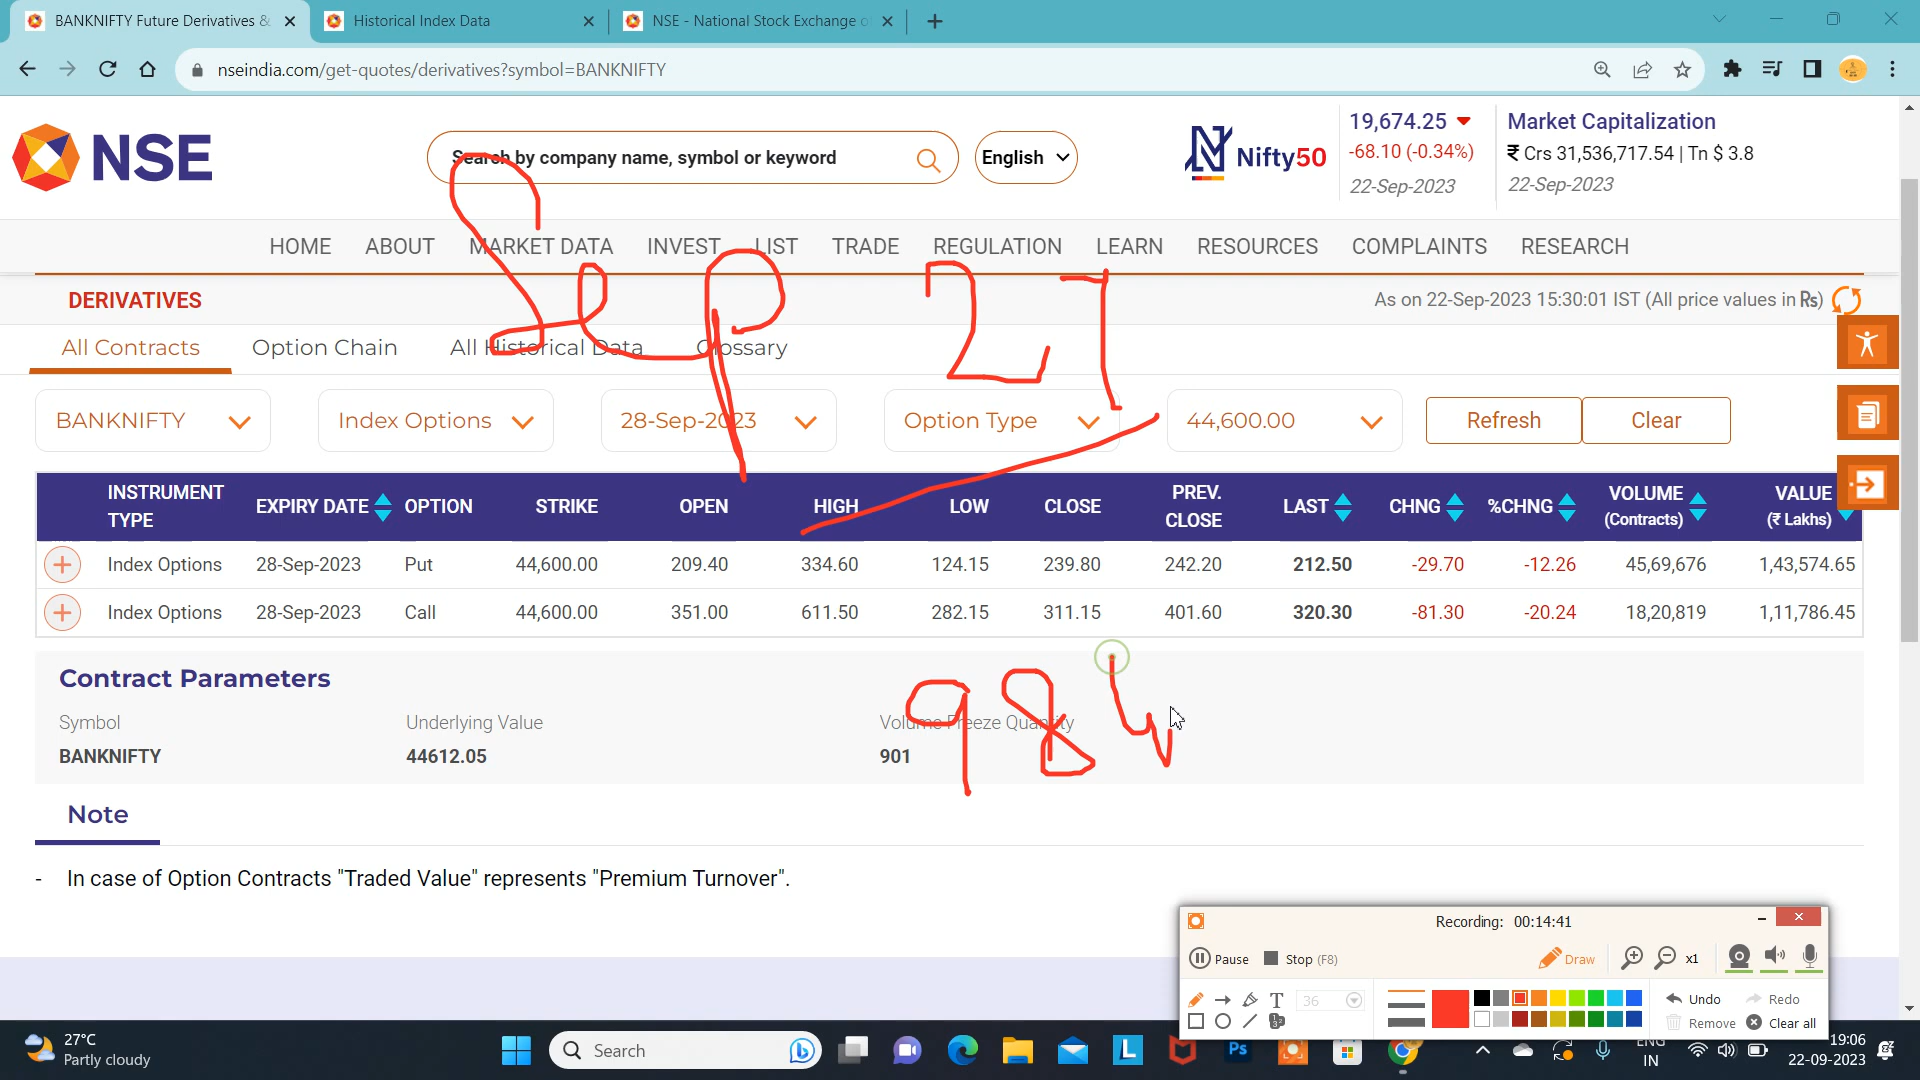 BANKNIFTY Future Derivatives &
Historical Index Data
NSE - National Stock Exchange o
nseindia.com/get-quotes/derivatives?symbol=BANKNIFTY
NSE
Search by company name, symbol or keyword
English
Nifty50
19,674.25
-68.10 (-0.34%)
22-Sep-2023
Market Capitalization
₹ Crs 31,536,717.54 | Tn $ 3.8
22-Sep-2023
HOME ABOUT MARKET DATA INVEST LIST TRADE REGULATION LEARN RESOURCES COMPLAINTS RESEARCH
Sep 27
DERIVATIVES
As on 22-Sep-2023 15:30:01 IST (All price values in Rs)
All Contracts Option Chain All Historical Data Glossary
BANKNIFTY Index Options 28-Sep-2023 Option Type 44,600.00 Refresh Clear
INSTRUMENT TYPE EXPIRY DATE OPTION STRIKE OPEN HIGH LOW CLOSE PREV. CLOSE LAST CHNG %CHNG VOLUME (Contracts) VALUE (₹ Lakhs)
Index Options 28-Sep-2023 Put 44,600.00 209.40 334.60 124.15 239.80 242.20 212.50 -29.70 -12.26 45,69,676 1,43,574.65
Index Options 28-Sep-2023 Call 44,600.00 351.00 611.50 282.15 311.15 401.60 320.30 -81.30 -20.24 18,20,819 1,11,786.45
Contract Parameters
984
Symbol Underlying Value Volume Freeze Quantity
BANKNIFTY 44612.05 901
Note
- In case of Option Contracts "Traded Value" represents "Premium Turnover".
Recording: 00:14:41
Pause Stop (F8) Draw x1
T 36 Undo Redo
Remove Clear all
27°C
Partly cloudy
Search
L
Ps
ENG
IN
19:06
22-09-2023